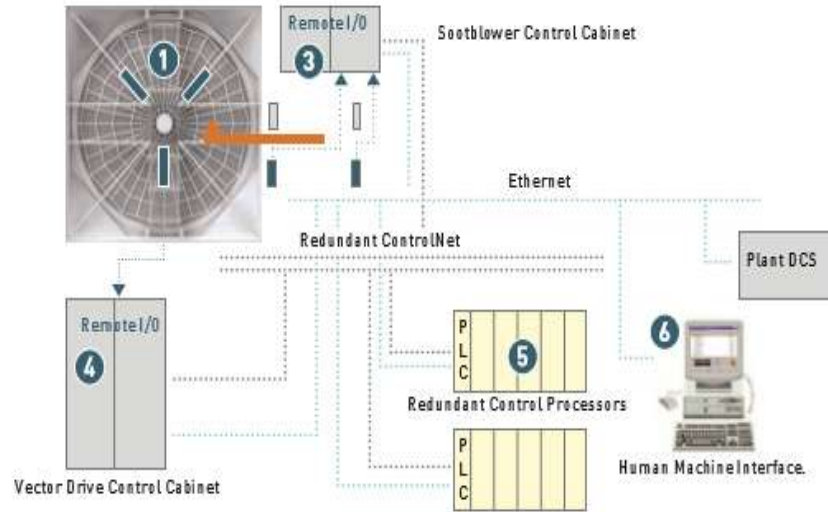 1
Remote I/O
3
Sootblower Control Cabinet
Ethernet
Redundant ControlNet
Plant DCS
Remote I/O
4
P
L
C
5
6
Redundant Control Processors
P
L
C
Human Machine Interface.
Vector Drive Control Cabinet